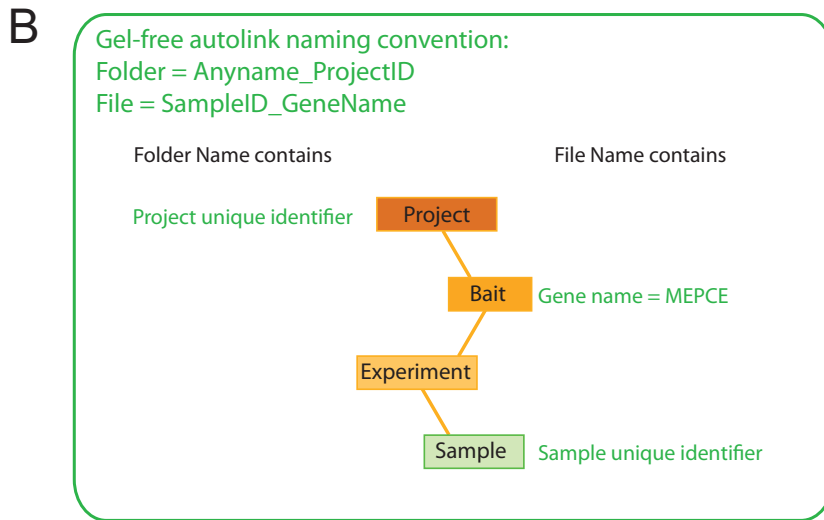 B
Gel-free autolink naming convention:
Folder = Anyname_ProjectID
File = SampleID_GeneName
Folder Name contains
File Name contains
Project unique identifier
Project
Bait
Gene name = MEPCE
Experiment
Sample
Sample unique identifier